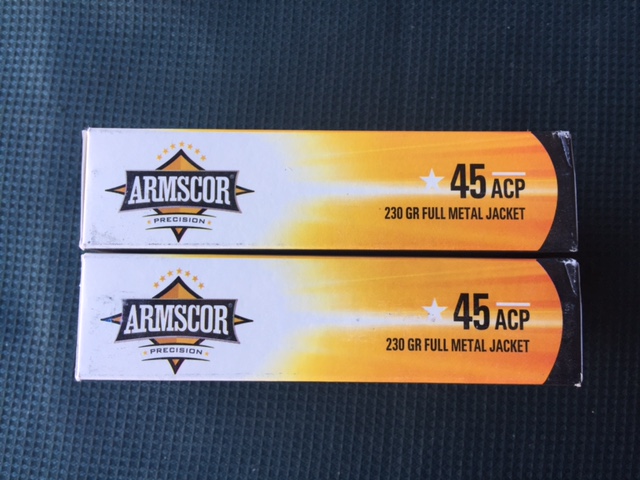 ARMSCOR
PRECISION
45 ACP
230 GR FULL METAL JACKET
ARMSCOR
PRECISION
45 ACP
230 GR FULL METAL JACKET